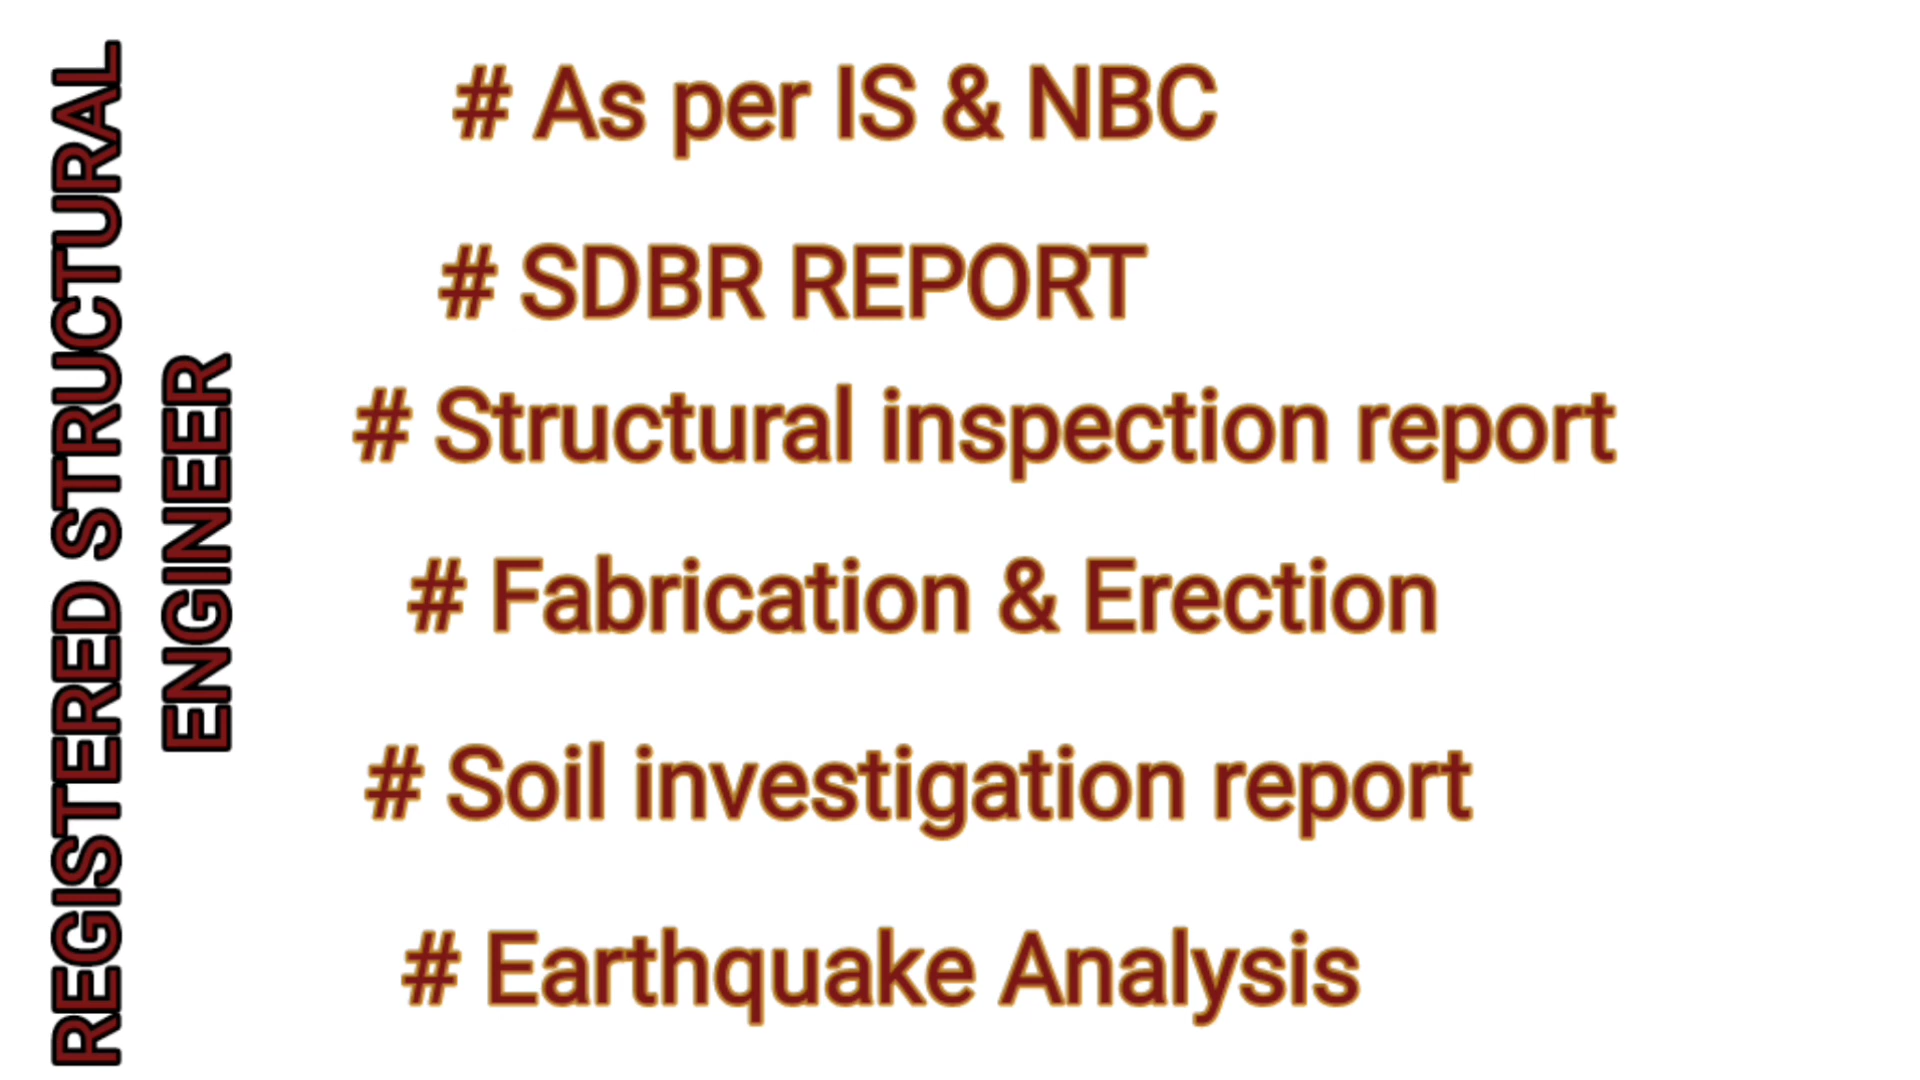 REGISTERED STRUCTURAL
ENGINEER
# As per IS & NBC
# SDBR REPORT
# Structural inspection report
# Fabrication & Erection
# Soil investigation report
# Earthquake Analysis